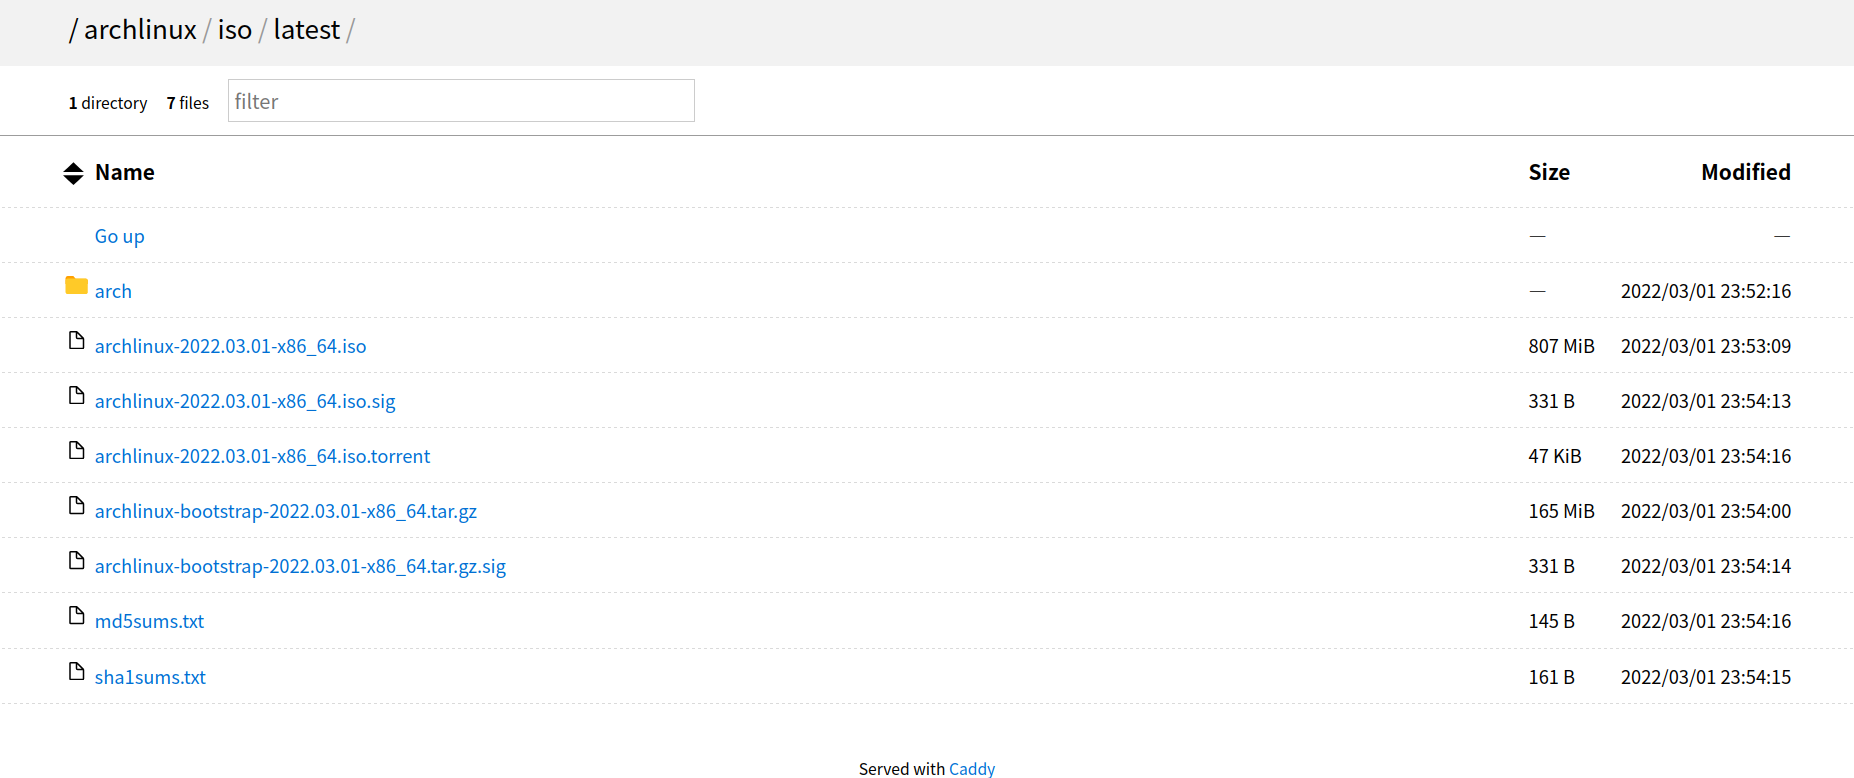 / archlinux / iso / latest /
1 directory 7 files filter
Name Size Modified
Go up — —
arch — 2022/03/01 23:52:16
archlinux-2022.03.01-x86_64.iso 807 MiB 2022/03/01 23:53:09
archlinux-2022.03.01-x86_64.iso.sig 331 B 2022/03/01 23:54:13
archlinux-2022.03.01-x86_64.iso.torrent 47 KiB 2022/03/01 23:54:16
archlinux-bootstrap-2022.03.01-x86_64.tar.gz 165 MiB 2022/03/01 23:54:00
archlinux-bootstrap-2022.03.01-x86_64.tar.gz.sig 331 B 2022/03/01 23:54:14
md5sums.txt 145 B 2022/03/01 23:54:16
sha1sums.txt 161 B 2022/03/01 23:54:15
Served with Caddy